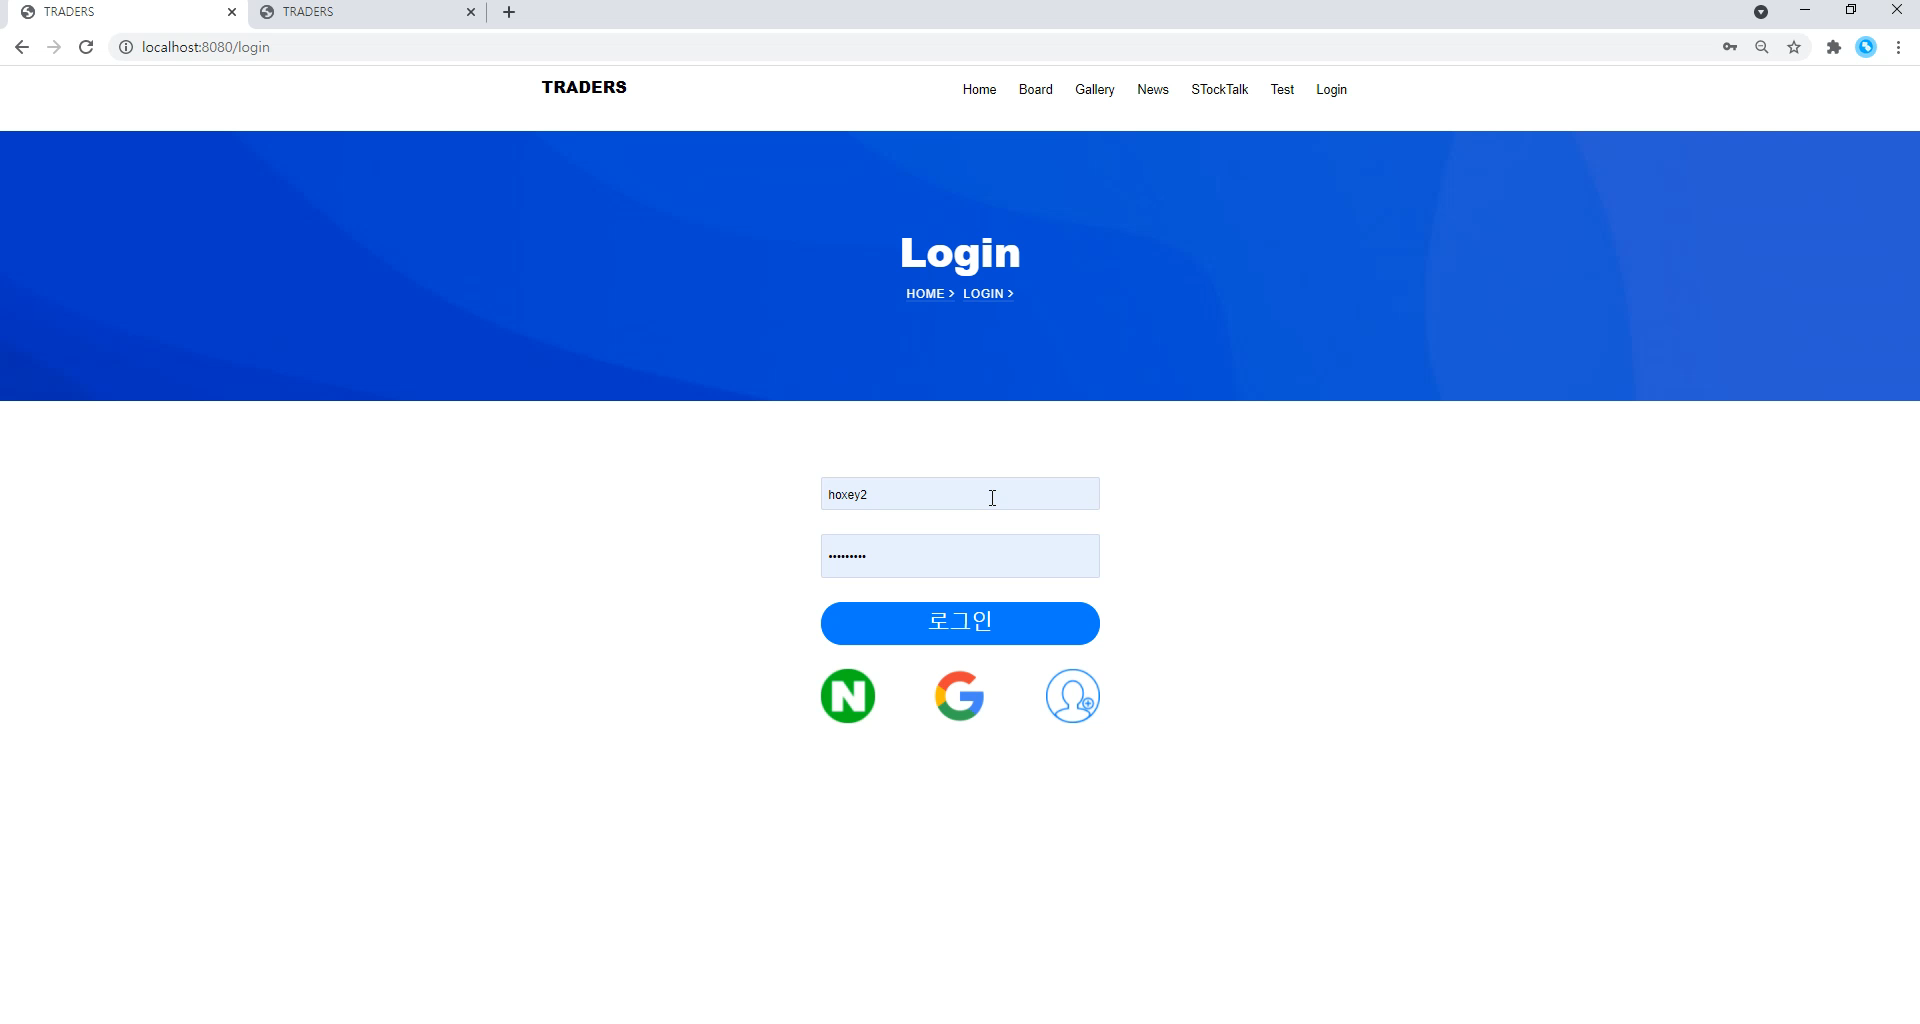 TRADERS
TRADERS
localhost:8080/login
TRADERS
Home Board Gallery News STockTalk Test Login
Login
HOME > LOGIN >
hoxey2
•••••••••
로그인
N G